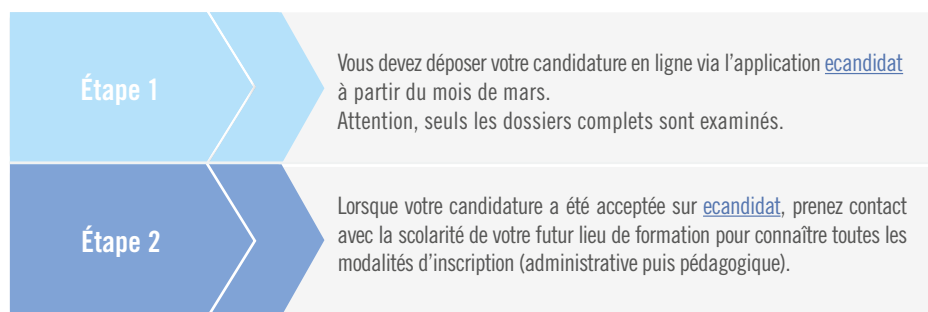 Étape 1
Vous devez déposer votre candidature en ligne via l'application ecandidat
à partir du mois de mars.
Attention, seuls les dossiers complets sont examinés.
Étape 2
Lorsque votre candidature a été acceptée sur ecandidat, prenez contact
avec la scolarité de votre futur lieu de formation pour connaître toutes les
modalités d'inscription (administrative puis pédagogique).